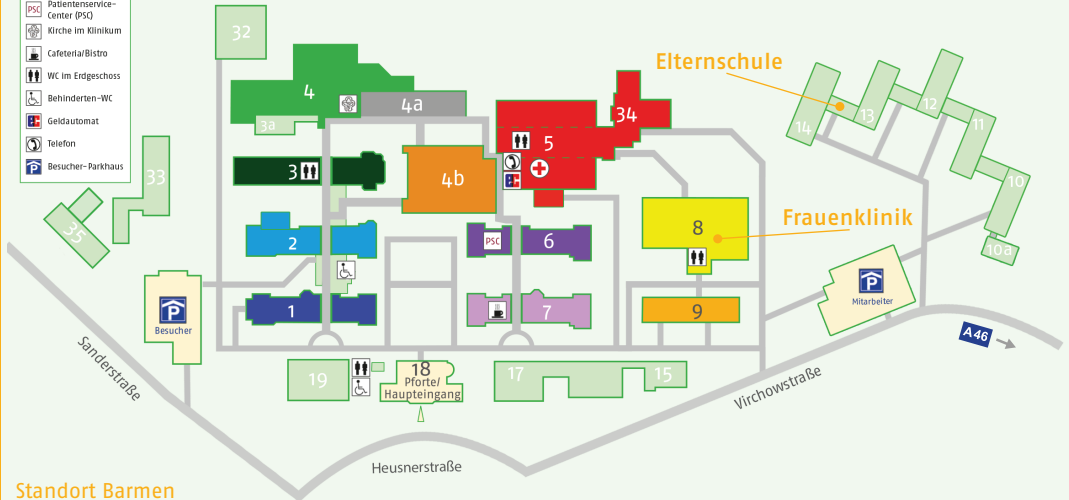 PSC
Patientenservice-
Center (PSC)
Kirche im Klinikum
Cafeteria/Bistro
WC im Erdgeschoss
Behinderten-WC
Geldautomat
Telefon
P
Besucher-Parkhaus
32
33
35
4
4a
3a
3
4b
5
34
2
PSC
6
8
1
7
9
19
18
Pforte/
Haupteingang
17
15
14
13
12
11
10
10a
Elternschule
Frauenklinik
P
Besucher
P
Mitarbeiter
A46
Sanderstraße
Heusnerstraße
Virchowstraße
Standort Barmen